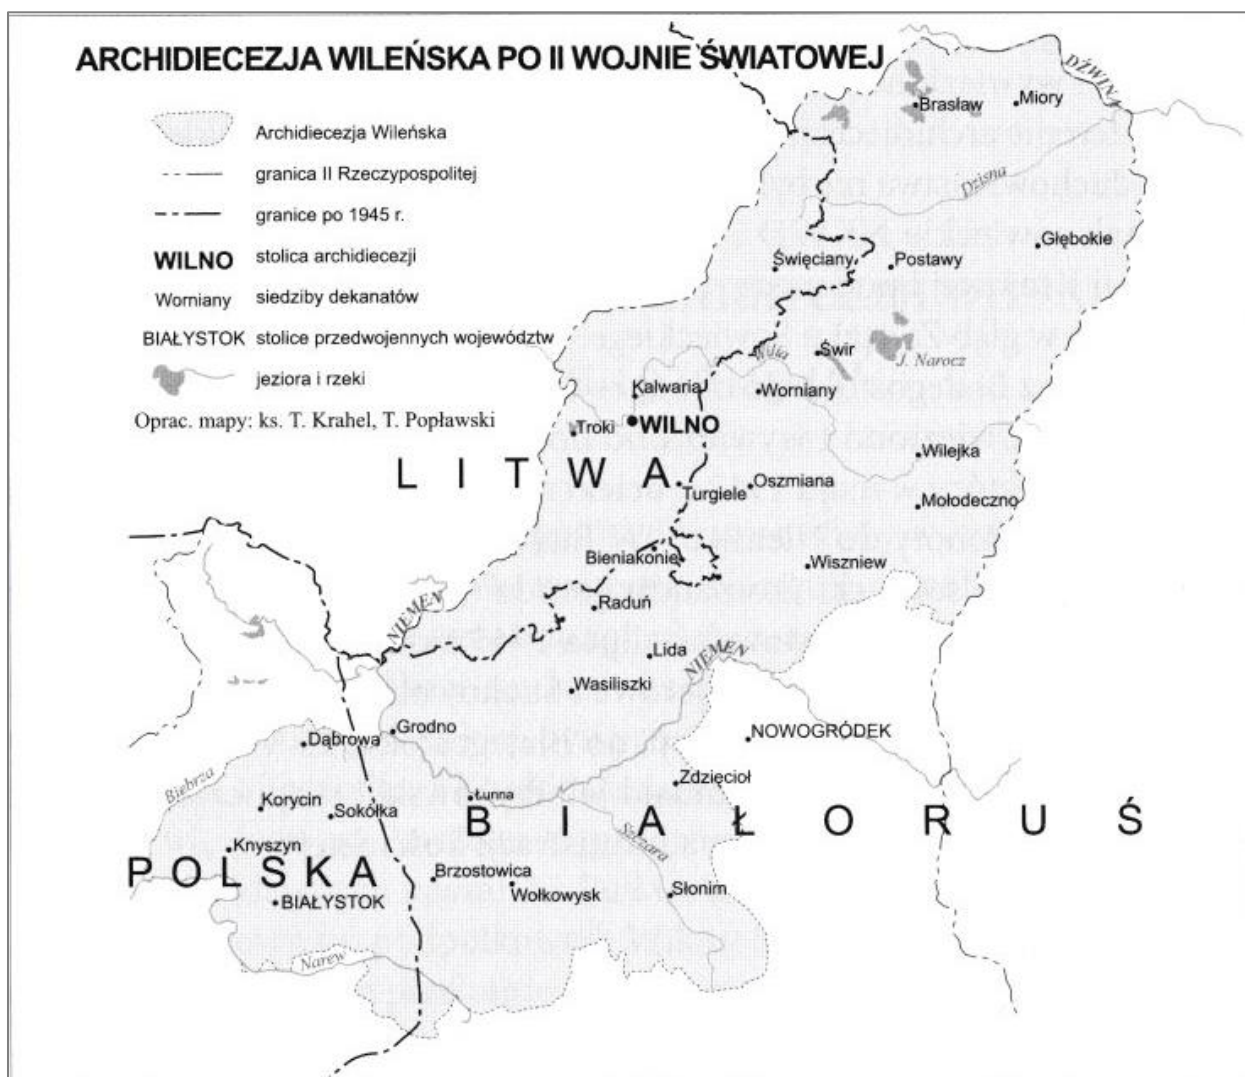 ARCHIDIECEZJA WILEŃSKA PO II WOJNIE ŚWIATOWEJ
Archidiecezja Wileńska
granica II Rzeczypospolitej
granice po 1945 r.
WILNO stolica archidiecezji
Worniany siedziby dekanatów
BIAŁYSTOK stolice przedwojennych województw
jeziora i rzeki
Oprac. mapy: ks. T. Krahel, T. Popławski
DŹWINA
Brasław
Miory
Dzisna
Głębokie
Święciany
Postawy
Wilia
Świr
J. Narocz
Kalwaria
Worniany
Troki
WILNO
Wilejka
LITWA
Turgiele
Oszmiana
Mołodeczno
Bieniakonie
Wiszniew
Raduń
NIEMEN
Lida
NIEMEN
Wasiliszki
Grodno
Dąbrowa
NOWOGRÓDEK
Zdzięcioł
Biebrza
Korycin
Sokółka
Łunna
BIAŁORUŚ
Szczara
Knyszyn
POLSKA
Brzostowica
Wołkowysk
Słonim
BIAŁYSTOK
Narew